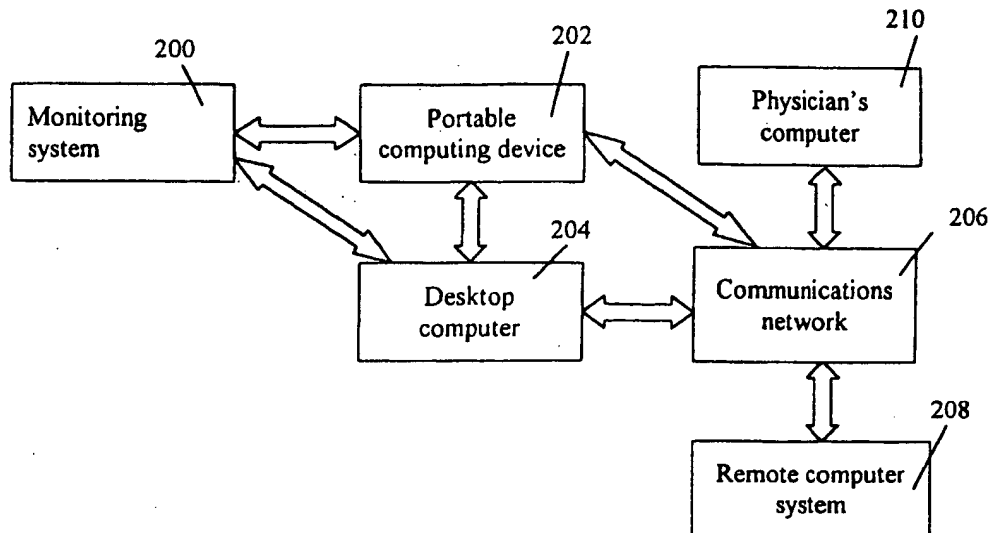 200
202
210
Monitoring
system
Portable
computing device
Physician's
computer
204
206
Desktop
computer
Communications
network
208
Remote computer
system